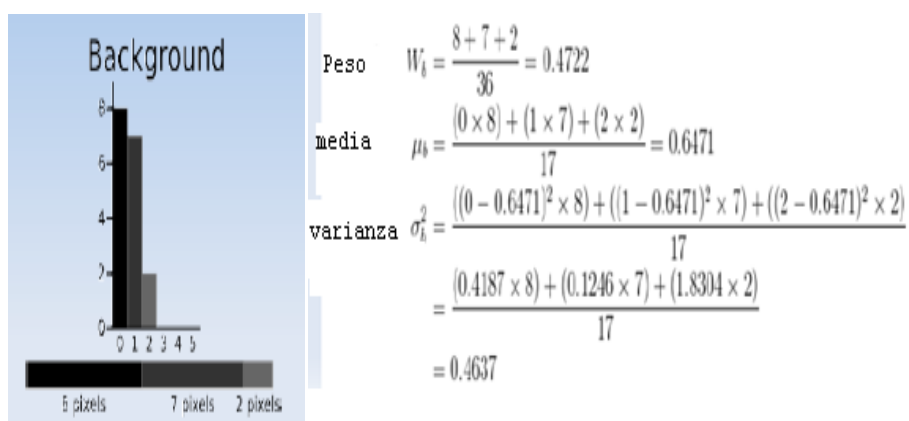 Background
8
6
4
2
0
0 1 2 3 4 5
6 pixels 7 pixels 2 pixels
Peso W_b = (8 + 7 + 2) / 36 = 0.4722
media μ_b = ((0 × 8) + (1 × 7) + (2 × 2)) / 17 = 0.6471
varianza σ_b^2 = (((0 − 0.6471)^2 × 8) + ((1 − 0.6471)^2 × 7) + ((2 − 0.6471)^2 × 2)) / 17
= ((0.4187 × 8) + (0.1246 × 7) + (1.8304 × 2)) / 17
= 0.4637